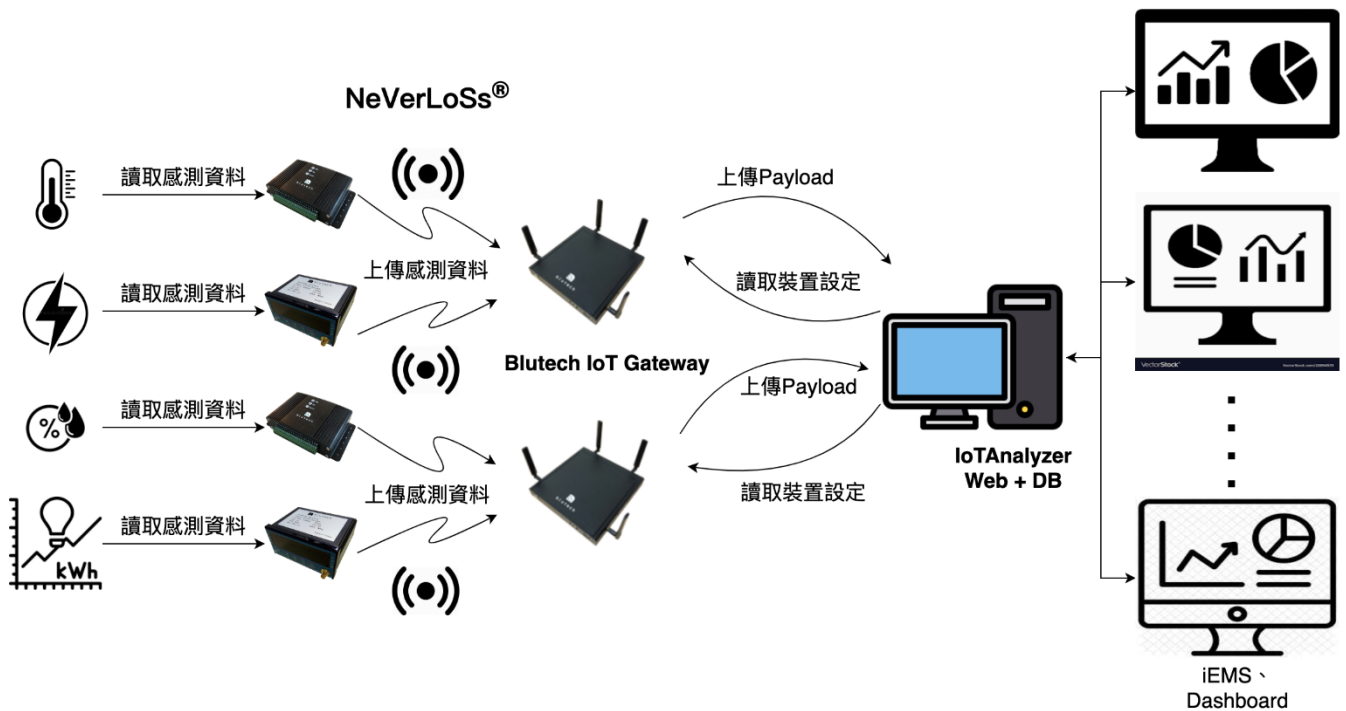 NeVerLoSs®
讀取感測資料
上傳Payload
上傳感測資料
讀取感測資料
讀取裝置設定
Blutech IoT Gateway
讀取感測資料
上傳Payload
VectorStock®
IoTAnalyzer
Web + DB
%
上傳感測資料
讀取裝置設定
讀取感測資料
kWh
iEMS、
Dashboard